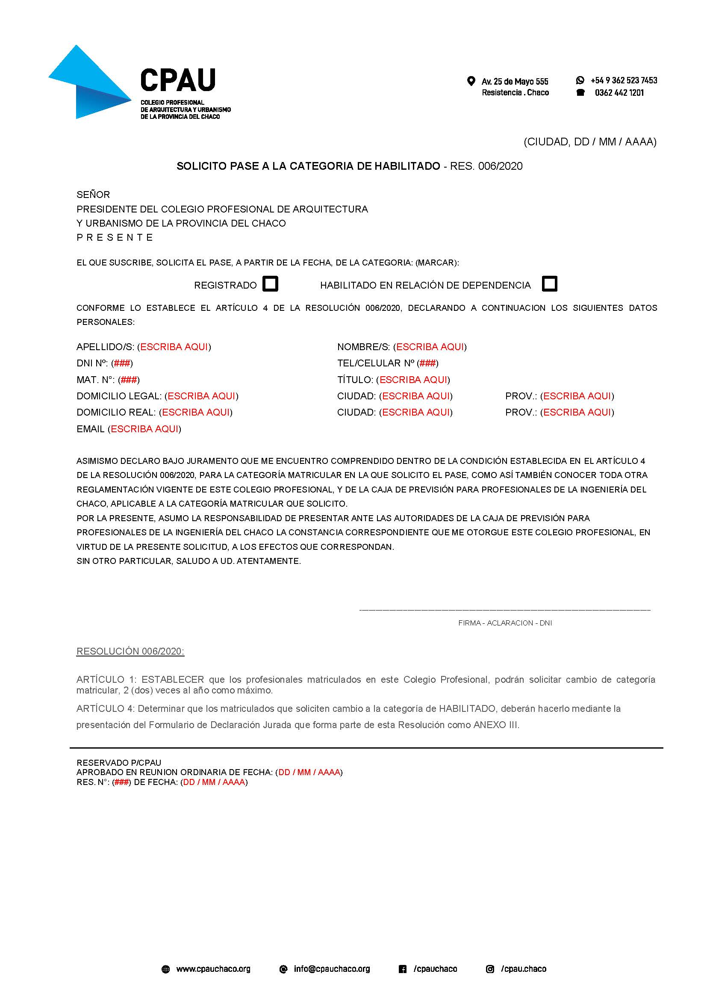 CPAU
COLEGIO PROFESIONAL
DE ARQUITECTURA Y URBANISMO
DE LA PROVINCIA DEL CHACO
Av. 25 de Mayo 555
Resistencia . Chaco
+54 9 362 523 7453
0362 442 1201
(CIUDAD, DD / MM / AAAA)
SOLICITO PASE A LA CATEGORIA DE HABILITADO - RES. 006/2020
SEÑOR
PRESIDENTE DEL COLEGIO PROFESIONAL DE ARQUITECTURA
Y URBANISMO DE LA PROVINCIA DEL CHACO
P R E S E N T E
EL QUE SUSCRIBE, SOLICITA EL PASE, A PARTIR DE LA FECHA, DE LA CATEGORIA: (MARCAR):
REGISTRADO HABILITADO EN RELACIÓN DE DEPENDENCIA
CONFORME LO ESTABLECE EL ARTÍCULO 4 DE LA RESOLUCIÓN 006/2020, DECLARANDO A CONTINUACION LOS SIGUIENTES DATOS
PERSONALES:
APELLIDO/S: (ESCRIBA AQUI) NOMBRE/S: (ESCRIBA AQUI)
DNI Nº: (###) TEL/CELULAR Nº (###)
MAT. N°: (###) TÍTULO: (ESCRIBA AQUI)
DOMICILIO LEGAL: (ESCRIBA AQUI) CIUDAD: (ESCRIBA AQUI) PROV.: (ESCRIBA AQUI)
DOMICILIO REAL: (ESCRIBA AQUI) CIUDAD: (ESCRIBA AQUI) PROV.: (ESCRIBA AQUI)
EMAIL (ESCRIBA AQUI)
ASIMISMO DECLARO BAJO JURAMENTO QUE ME ENCUENTRO COMPRENDIDO DENTRO DE LA CONDICIÓN ESTABLECIDA EN EL ARTÍCULO 4
DE LA RESOLUCIÓN 006/2020, PARA LA CATEGORÍA MATRICULAR EN LA QUE SOLICITO EL PASE, COMO ASÍ TAMBIÉN CONOCER TODA OTRA
REGLAMENTACIÓN VIGENTE DE ESTE COLEGIO PROFESIONAL, Y DE LA CAJA DE PREVISIÓN PARA PROFESIONALES DE LA INGENIERÍA DEL
CHACO, APLICABLE A LA CATEGORÍA MATRICULAR QUE SOLICITO.
POR LA PRESENTE, ASUMO LA RESPONSABILIDAD DE PRESENTAR ANTE LAS AUTORIDADES DE LA CAJA DE PREVISIÓN PARA
PROFESIONALES DE LA INGENIERÍA DEL CHACO LA CONSTANCIA CORRESPONDIENTE QUE ME OTORGUE ESTE COLEGIO PROFESIONAL, EN
VIRTUD DE LA PRESENTE SOLICITUD, A LOS EFECTOS QUE CORRESPONDAN.
SIN OTRO PARTICULAR, SALUDO A UD. ATENTAMENTE.
FIRMA - ACLARACION - DNI
RESOLUCIÓN 006/2020:
ARTÍCULO 1: ESTABLECER que los profesionales matriculados en este Colegio Profesional, podrán solicitar cambio de categoría
matricular, 2 (dos) veces al año como máximo.
ARTÍCULO 4: Determinar que los matriculados que soliciten cambio a la categoría de HABILITADO, deberán hacerlo mediante la
presentación del Formulario de Declaración Jurada que forma parte de esta Resolución como ANEXO III.
RESERVADO P/CPAU
APROBADO EN REUNION ORDINARIA DE FECHA: (DD / MM / AAAA)
RES. N°: (###) DE FECHA: (DD / MM / AAAA)
www.cpauchaco.org info@cpauchaco.org /cpauchaco /cpau.chaco